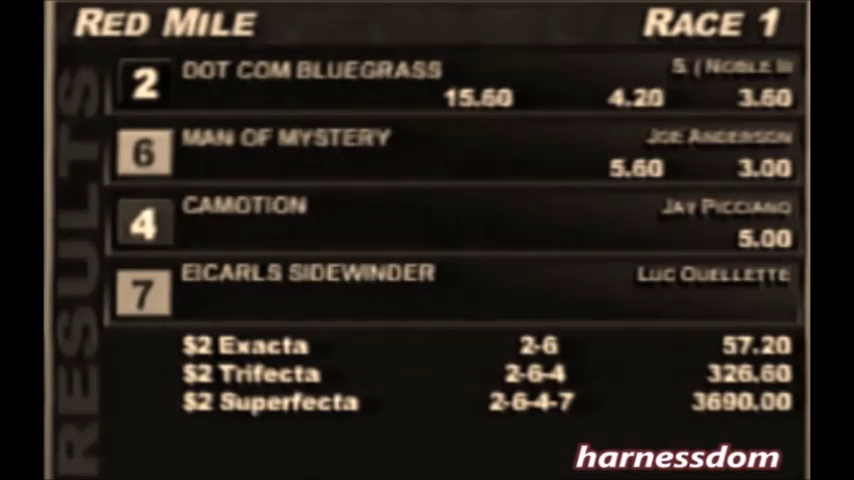 RED MILE RACE 1
RESULTS
2 DOT COM BLUEGRASS S. ( NOBLE III
15.60 4.20 3.60
6 MAN OF MYSTERY JOE ANDERSON
5.60 3.00
4 CAMOTION JAY PICCIANO
5.00
7 EICARLS SIDEWINDER LUC OUELLETTE
$2 Exacta 2-6 57.20
$2 Trifecta 2-6-4 326.60
$2 Superfecta 2-6-4-7 3690.00
harnessdom